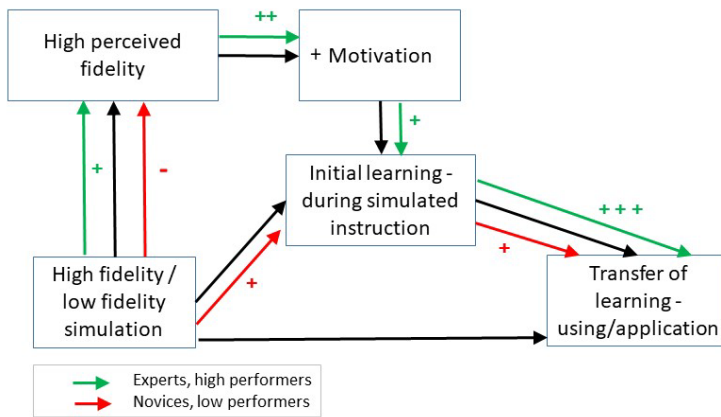 High perceived
fidelity
++
+ Motivation
+
-
+
Initial learning -
during simulated
instruction
+ + +
+
+
High fidelity /
low fidelity
simulation
Transfer of
learning -
using/application
Experts, high performers
Novices, low performers